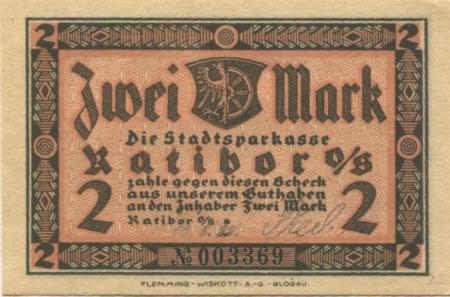 2 2
Zwei Mark
Die Stadtsparkasse
Ratibor O/S
zahle gegen diesen Scheck
aus unserem Guthaben
an den Inhaber Zwei Mark
Ratibor O/S
2 2
№ 003369
2 2
FLEMMING-WISKOTT-A.-G-GLOGAU